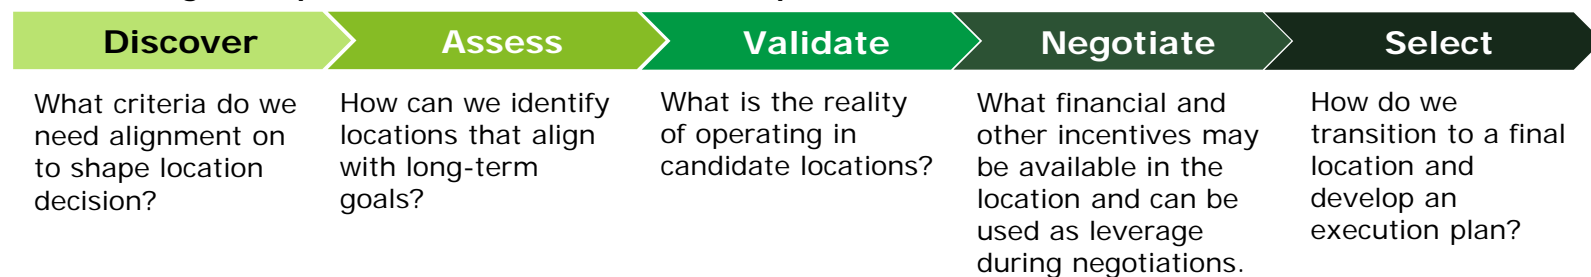 Discover
Assess
Validate
Negotiate
Select
What criteria do we
need alignment on
to shape location
decision?
How can we identify
locations that align
with long-term
goals?
What is the reality
of operating in
candidate locations?
What financial and
other incentives may
be available in the
location and can be
used as leverage
during negotiations.
How do we
transition to a final
location and
develop an
execution plan?